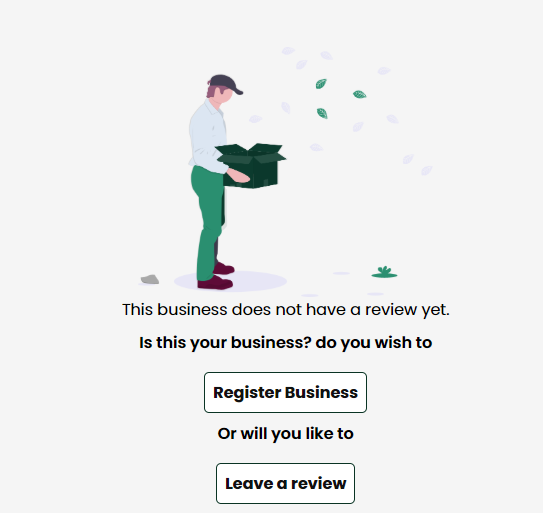 This business does not have a review yet.
Is this your business? do you wish to
Register Business
Or will you like to
Leave a review